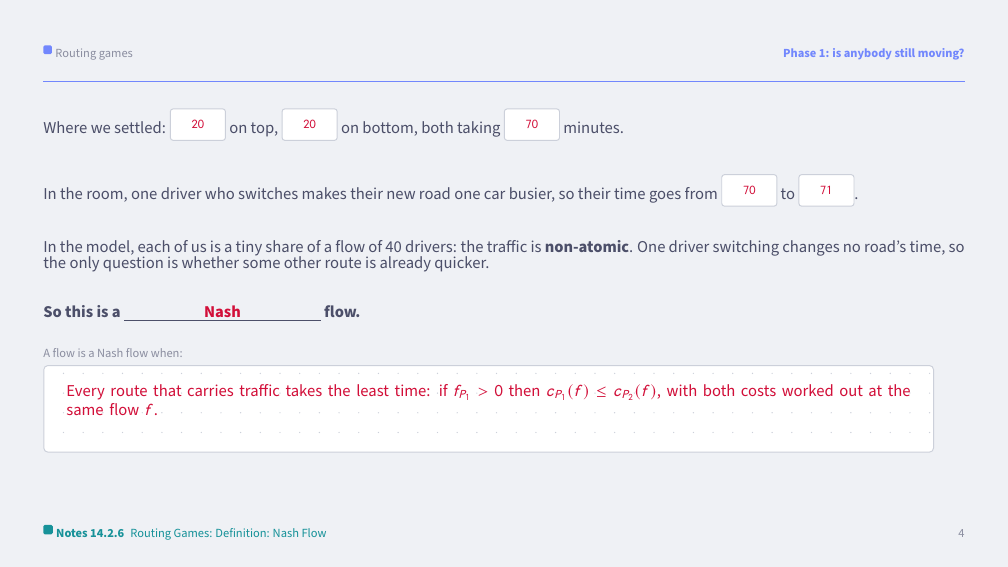 Routing games
Phase 1: is anybody still moving?
Where we settled: 20 on top, 20 on bottom, both taking 70 minutes.
In the room, one driver who switches makes their new road one car busier, so their time goes from 70 to 71.
In the model, each of us is a tiny share of a flow of 40 drivers: the traffic is non-atomic. One driver switching changes no road’s time, so
the only question is whether some other route is already quicker.
So this is a Nash flow.
A flow is a Nash flow when:
Every route that carries traffic takes the least time: if f_{P_1} > 0 then c_{P_1}(f) ≤ c_{P_2}(f), with both costs worked out at the
same flow f.
Notes 14.2.6 Routing Games: Definition: Nash Flow
4